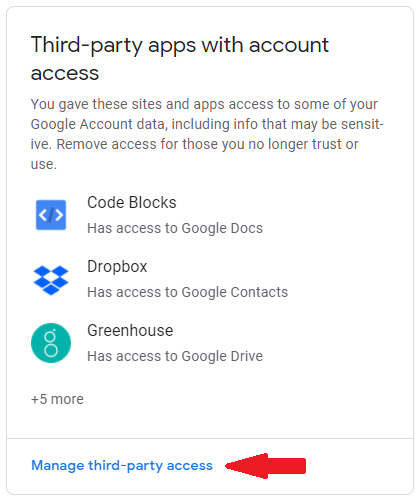 Third-party apps with account
access
You gave these sites and apps access to some of your
Google Account data, including info that may be sensit-
ive. Remove access for those you no longer trust or
use.
Code Blocks
Has access to Google Docs
Dropbox
Has access to Google Contacts
Greenhouse
Has access to Google Drive
+5 more
Manage third-party access